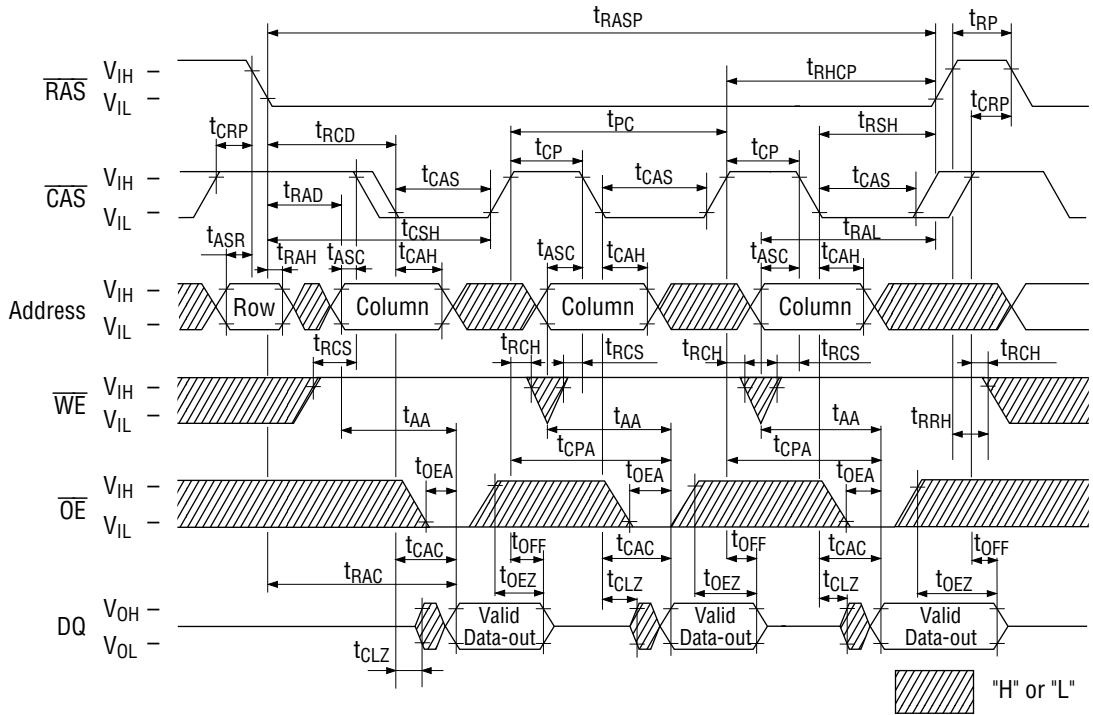 tRASP tRP
RAS VIH
VIL
tRHCP
tCRP tRCD tPC tRSH tCRP
CAS VIH
VIL
tCP tCP
tCAS tCAS tCAS
tRAD
tCSH tRAL
tASR tRAH tASC tCAH tASC tCAH tASC tCAH
Address VIH
VIL
Row Column Column Column
tRCS tRCH tRCS tRCH tRCS tRCH
WE VIH
VIL
tAA tAA tAA tRRH
tCPA tCPA
OE VIH
VIL
tOEA tOEA tOEA
tCAC tOFF tCAC tOFF tCAC tOFF
tRAC tOEZ tCLZ tOEZ tCLZ tOEZ
DQ VOH
VOL
Valid Data-out
Valid Data-out
Valid Data-out
tCLZ
"H" or "L"